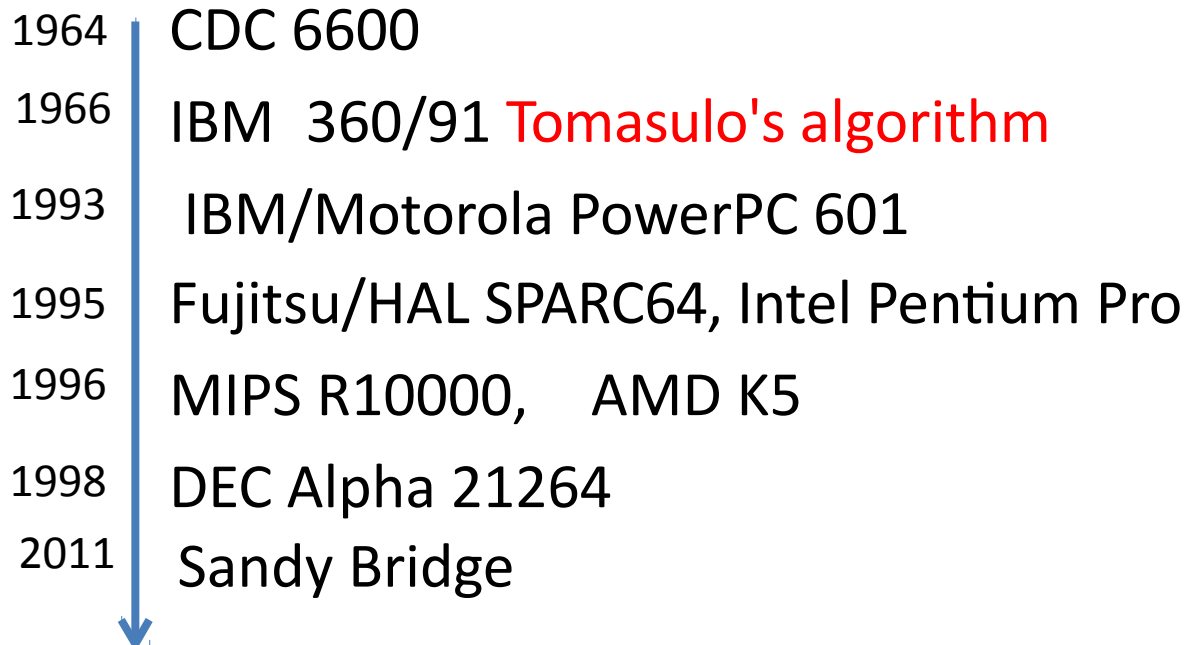 1964 CDC 6600
1966 IBM 360/91 Tomasulo's algorithm
1993 IBM/Motorola PowerPC 601
1995 Fujitsu/HAL SPARC64, Intel Pentium Pro
1996 MIPS R10000, AMD K5
1998 DEC Alpha 21264
2011 Sandy Bridge